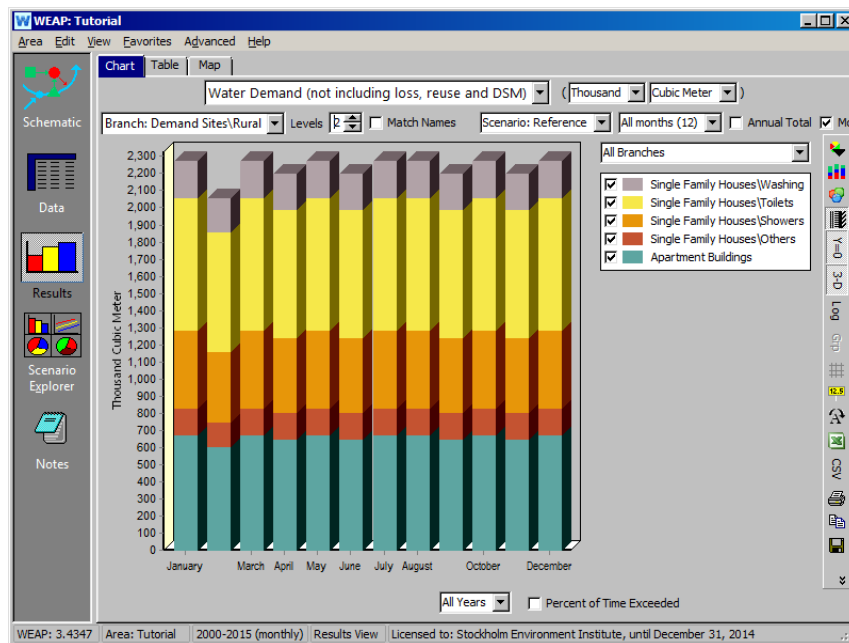 WEAP: Tutorial
Area Edit View Favorites Advanced Help
Chart Table Map
Water Demand (not including loss, reuse and DSM) ( Thousand Cubic Meter )
Branch: Demand Sites\Rural Levels 2 Match Names Scenario: Reference All months (12) Annual Total Mo
Schematic
Data
Results
Scenario
Explorer
Notes
All Branches
Single Family Houses\Washing
Single Family Houses\Toilets
Single Family Houses\Showers
Single Family Houses\Others
Apartment Buildings
Thousand Cubic Meter
2,300
2,200
2,100
2,000
1,900
1,800
1,700
1,600
1,500
1,400
1,300
1,200
1,100
1,000
900
800
700
600
500
400
300
200
100
0
January March April May June July August October December
Y=0
3-D
Log
Grp
12.5
A
CSV
All Years Percent of Time Exceeded
WEAP: 3.4347 Area: Tutorial 2000-2015 (monthly) Results View Licensed to: Stockholm Environment Institute, until December 31, 2014